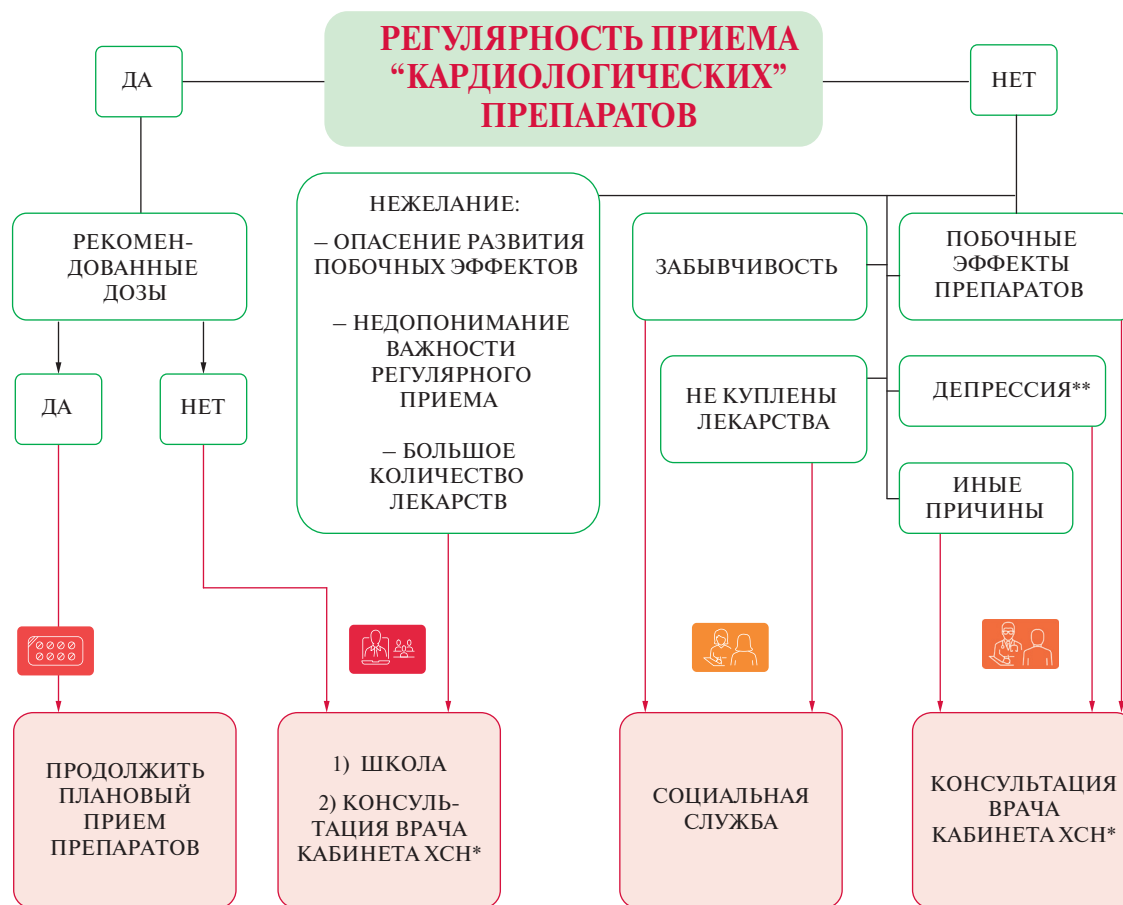 РЕГУЛЯРНОСТЬ ПРИЕМА
“КАРДИОЛОГИЧЕСКИХ”
ПРЕПАРАТОВ
ДА
НЕТ
РЕКОМЕН-
ДОВАННЫЕ
ДОЗЫ
ДА
НЕТ
НЕЖЕЛАНИЕ:
– ОПАСЕНИЕ РАЗВИТИЯ
ПОБОЧНЫХ ЭФФЕКТОВ
– НЕДОПОНИМАНИЕ
ВАЖНОСТИ
РЕГУЛЯРНОГО
ПРИЕМА
– БОЛЬШОЕ
КОЛИЧЕСТВО
ЛЕКАРСТВ
ЗАБЫВЧИВОСТЬ
ПОБОЧНЫЕ
ЭФФЕКТЫ
ПРЕПАРАТОВ
НЕ КУПЛЕНЫ
ЛЕКАРСТВА
ДЕПРЕССИЯ**
ИНЫЕ
ПРИЧИНЫ
ПРОДОЛЖИТЬ
ПЛАНОВЫЙ
ПРИЕМ
ПРЕПАРАТОВ
1) ШКОЛА
2) КОНСУЛЬ-
ТАЦИЯ ВРАЧА
КАБИНЕТА ХСН*
СОЦИАЛЬНАЯ
СЛУЖБА
КОНСУЛЬТАЦИЯ
ВРАЧА
КАБИНЕТА ХСН*